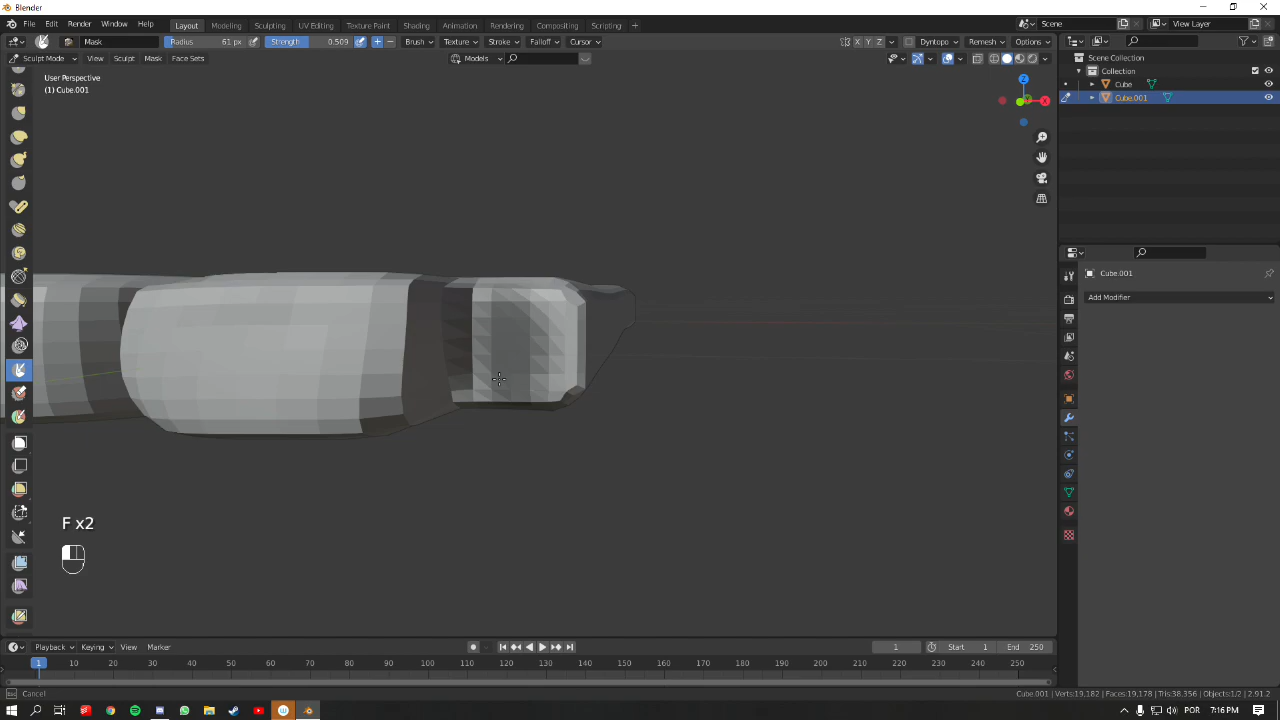 Blender
File Edit Render Window Help Layout Modeling Sculpting UV Editing Texture Paint Shading Animation Rendering Compositing Scripting + Scene View Layer
Mask Radius 61 px Strength 0.509 Brush Texture Stroke Falloff Cursor X Y Z Dyntopo Remesh Options
Sculpt Mode View Sculpt Mask Face Sets Models
Scene Collection
Collection
Cube
Cube.001
User Perspective
(1) Cube.001
Z
X
Y
Cube.001
Add Modifier
F x2
Playback Keying View Marker 1 Start 1 End 250
1 10 20 30 40 50 60 70 80 90 100 110 120 130 140 150 160 170 180 190 200 210 220 230 240 250
Cancel Cube.001 | Verts:19,182 | Faces:19,178 | Tris:38,356 | Objects:1/2 | 2.91.2
POR 7:16 PM